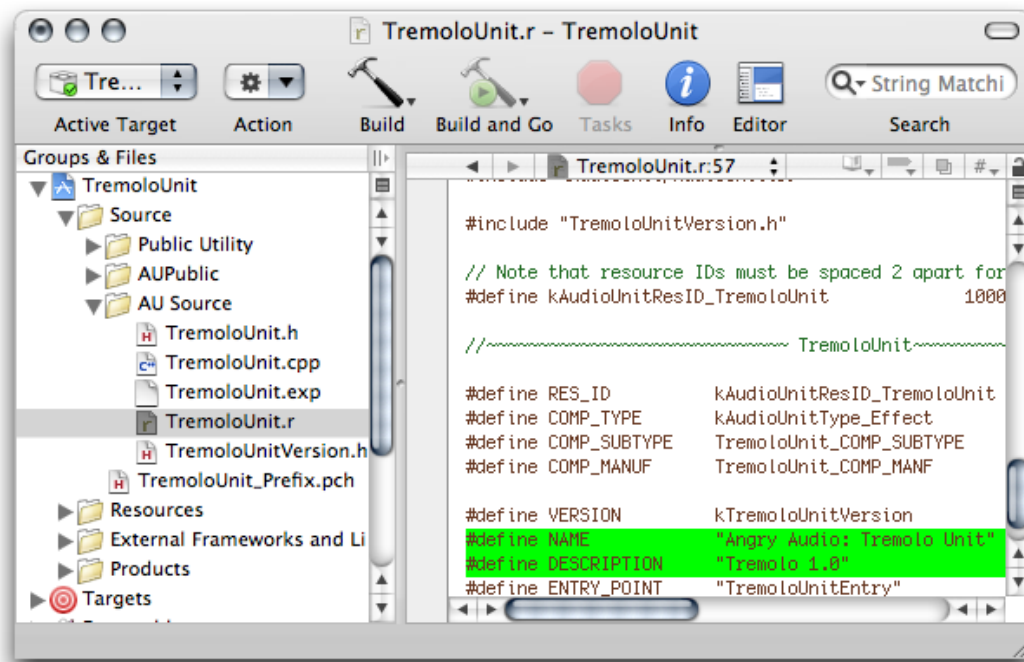 TremoloUnit.r – TremoloUnit
Tre...
String Matchi
Active Target
Action
Build
Build and Go
Tasks
Info
Editor
Search
Groups & Files
TremoloUnit
Source
Public Utility
AUPublic
AU Source
TremoloUnit.h
TremoloUnit.cpp
TremoloUnit.exp
TremoloUnit.r
TremoloUnitVersion.h
TremoloUnit_Prefix.pch
Resources
External Frameworks and Li
Products
Targets
TremoloUnit.r:57
#include "TremoloUnitVersion.h"
// Note that resource IDs must be spaced 2 apart for
#define kAudioUnitResID_TremoloUnit 1000
//~~~~~~~~~~~~~~~~~~~~~~~~~~~~ TremoloUnit~~~~~~~~
#define RES_ID kAudioUnitResID_TremoloUnit
#define COMP_TYPE kAudioUnitType_Effect
#define COMP_SUBTYPE TremoloUnit_COMP_SUBTYPE
#define COMP_MANUF TremoloUnit_COMP_MANF
#define VERSION kTremoloUnitVersion
#define NAME "Angry Audio: Tremolo Unit"
#define DESCRIPTION "Tremolo 1.0"
#define ENTRY_POINT "TremoloUnitEntry"